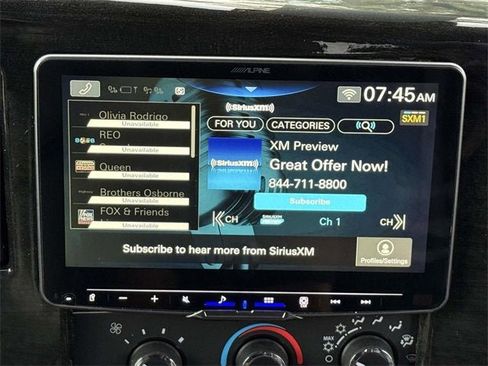 ALPINE
07:45AM
((SiriusXM))
SXM1
Olivia Rodrigo
Unavailable
REO
Unavailable
Queen
Unavailable
Brothers Osborne
Unavailable
FOX & Friends
Unavailable
FOR YOU
CATEGORIES
((Q))
((SiriusXM))
XM Preview
Great Offer Now!
844-711-8800
Subscribe
CH
Ch 1
CH
Subscribe to hear more from SiriusXM
Profiles/Settings
MAX